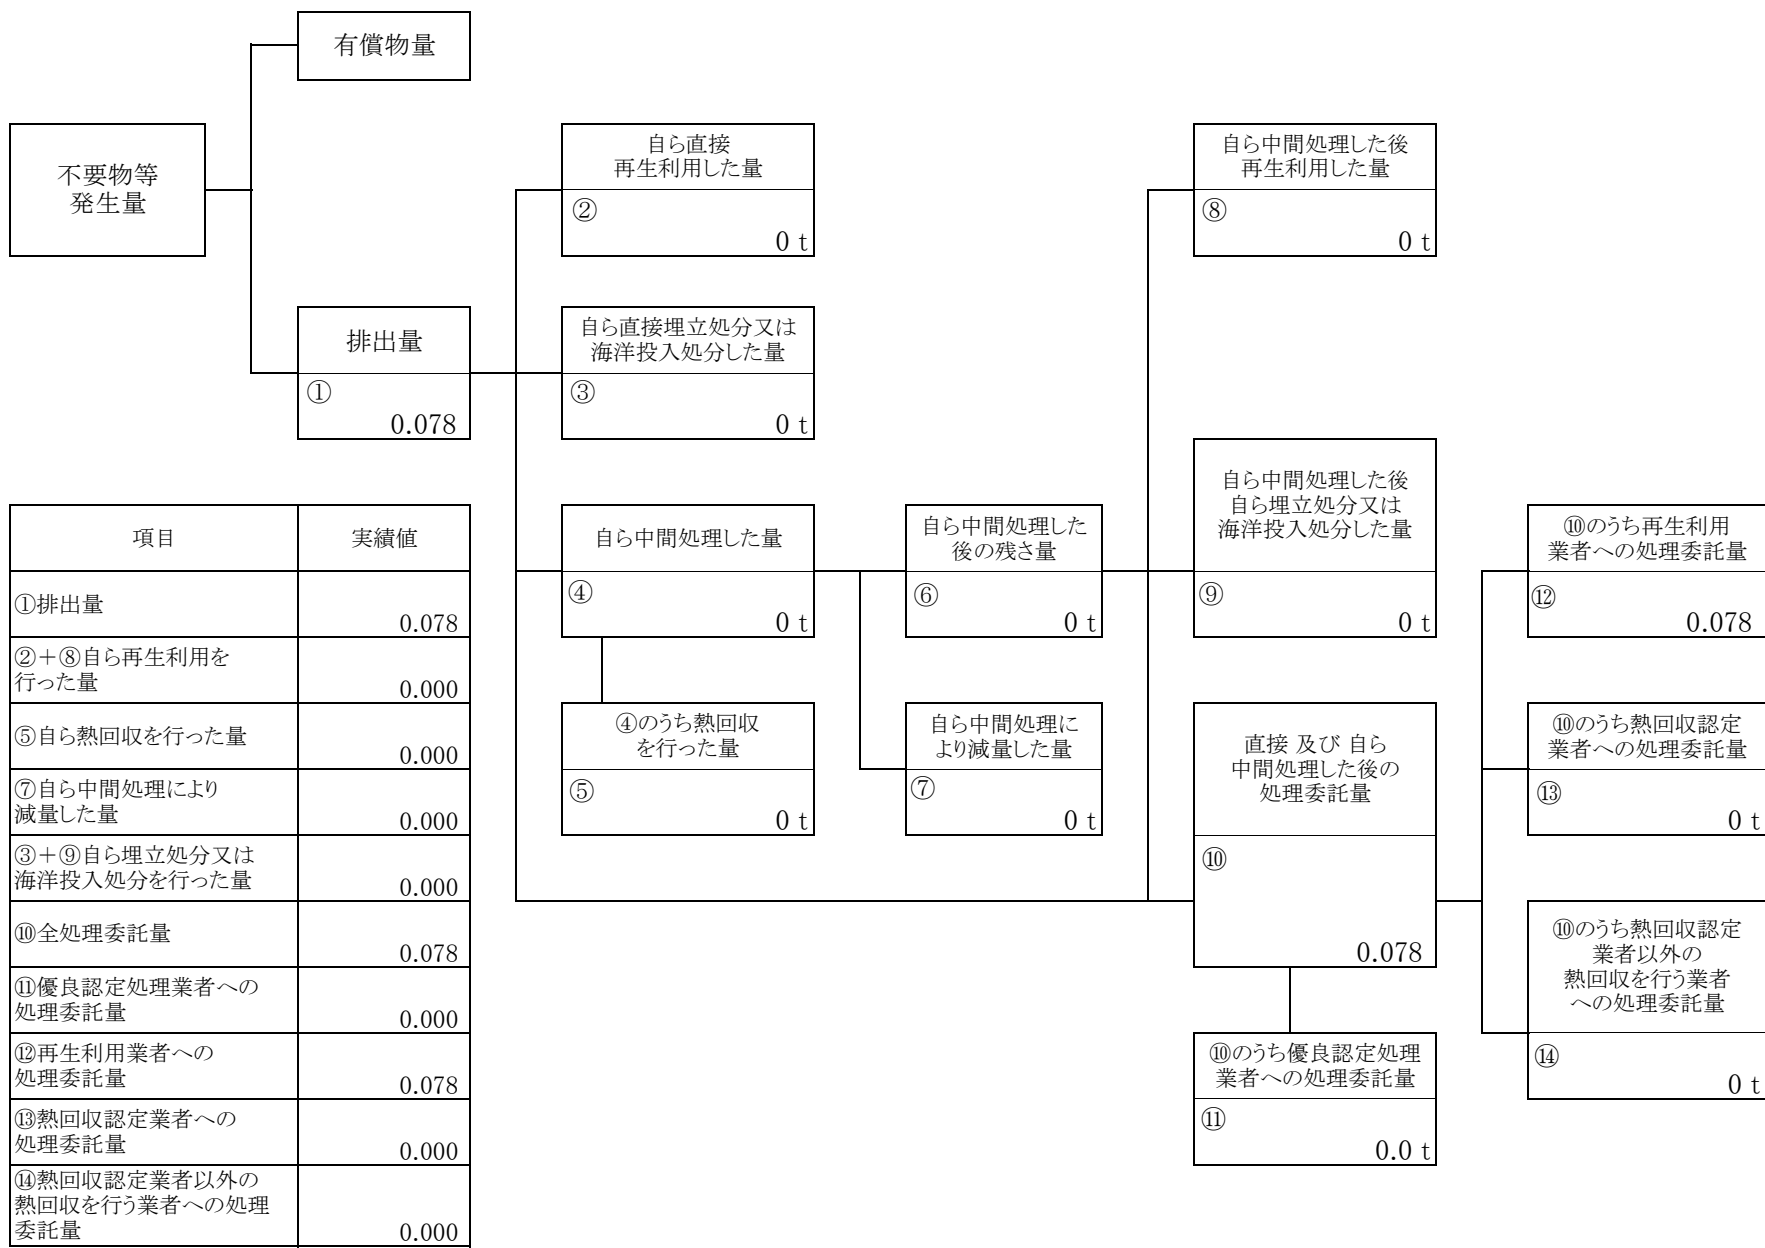 有償物量
不要物等
発生量
自ら直接
再生利用した量
②
0 t
自ら中間処理した後
再生利用した量
⑧
0 t
排出量
①
0.078
自ら直接埋立処分又は
海洋投入処分した量
③
0 t
自ら中間処理した量
④
0 t
自ら中間処理した
後の残さ量
⑥
0 t
自ら中間処理した後
自ら埋立処分又は
海洋投入処分した量
⑨
0 t
⑩のうち再生利用
業者への処理委託量
⑫
0.078
④のうち熱回収
を行った量
⑤
0 t
自ら中間処理に
より減量した量
⑦
0 t
直接 及び 自ら
中間処理した後の
処理委託量
⑩
0.078
⑩のうち熱回収認定
業者への処理委託量
⑬
0 t
⑩のうち熱回収認定
業者以外の
熱回収を行う業者
への処理委託量
⑭
0 t
⑩のうち優良認定処理
業者への処理委託量
⑪
0.0 t
項目 実績値
①排出量
0.078
②＋⑧自ら再生利用を
行った量
0.000
⑤自ら熱回収を行った量
0.000
⑦自ら中間処理により
減量した量
0.000
③＋⑨自ら埋立処分又は
海洋投入処分を行った量
0.000
⑩全処理委託量
0.078
⑪優良認定処理業者への
処理委託量
0.000
⑫再生利用業者への
処理委託量
0.078
⑬熱回収認定業者への
処理委託量
0.000
⑭熱回収認定業者以外の
熱回収を行う業者への処理
委託量
0.000